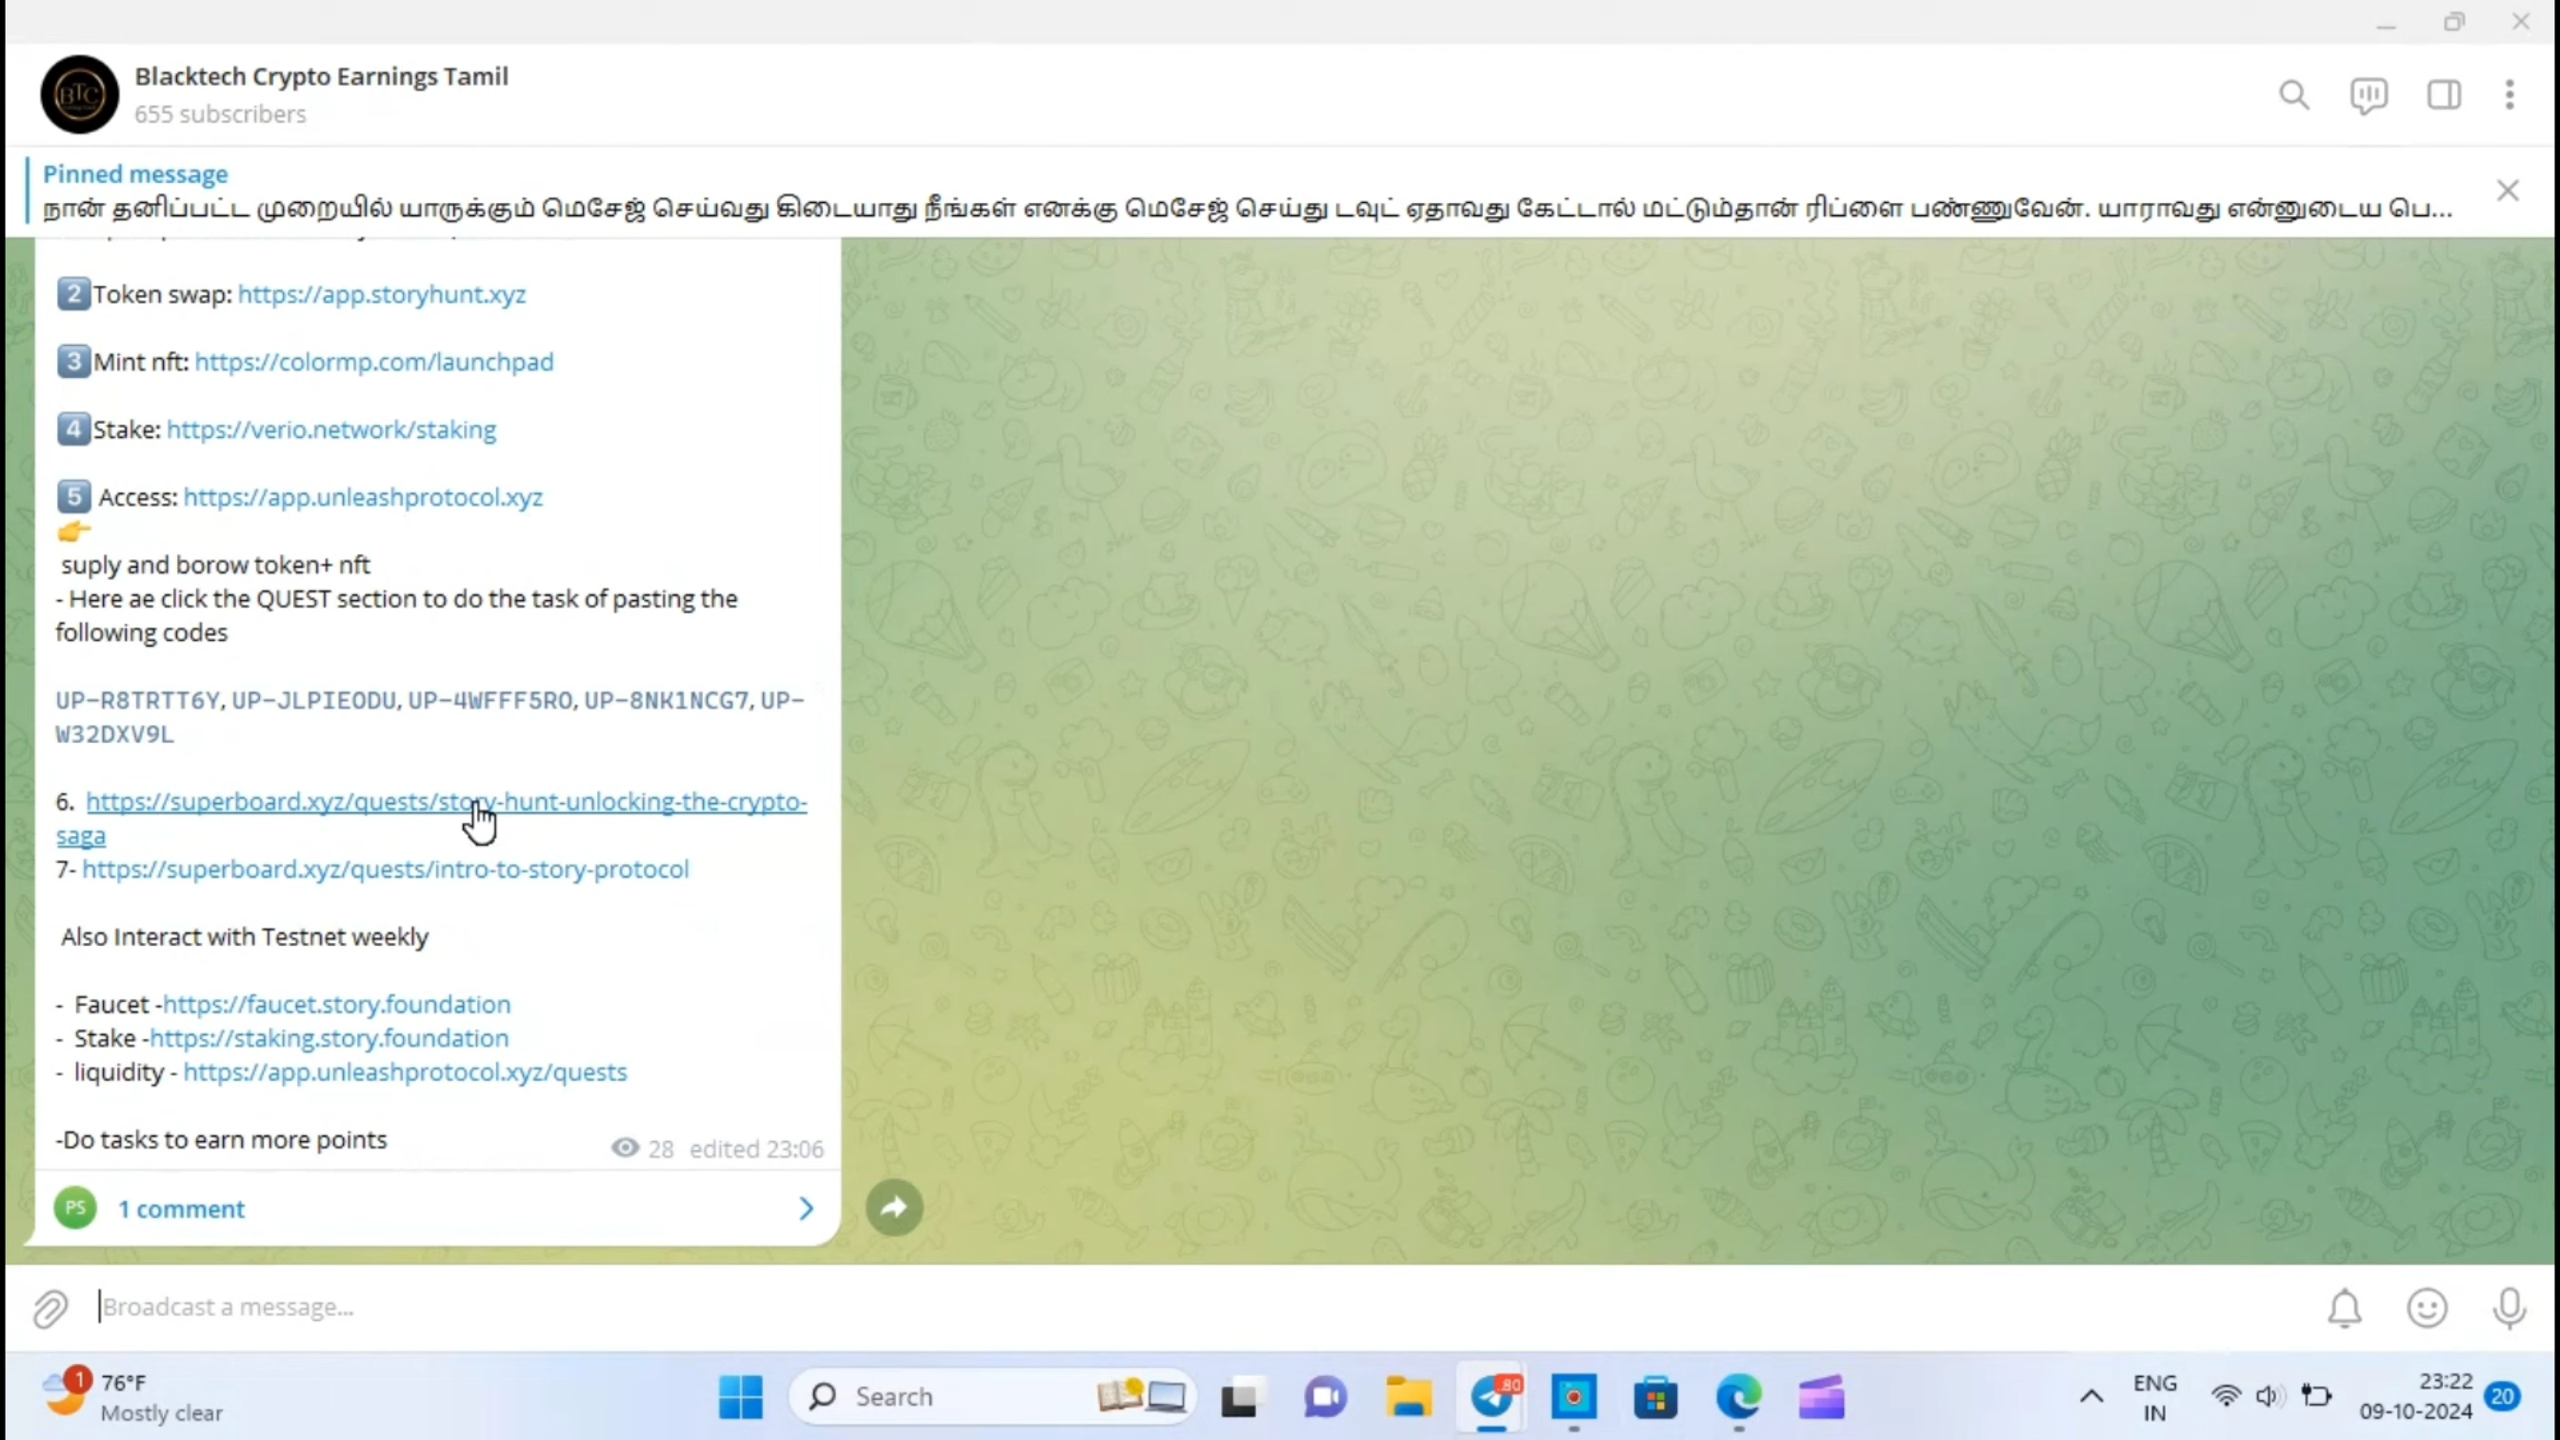 Blacktech Crypto Earnings Tamil
655 subscribers
Pinned message
நான் தனிப்பட்ட முறையில் யாருக்கும் மெசேஜ் செய்வது கிடையாது நீங்கள் எனக்கு மெசேஜ் செய்து டவுட் ஏதாவது கேட்டால் மட்டும்தான் ரிப்ளை பண்ணுவேன். யாராவது என்னுடைய பெ...
2 Token swap: https://app.storyhunt.xyz
3 Mint nft: https://colormp.com/launchpad
4 Stake: https://verio.network/staking
5 Access: https://app.unleashprotocol.xyz
👉
suply and borow token+ nft
- Here ae click the QUEST section to do the task of pasting the
following codes
UP-R8TRTT6Y, UP-JLPIEODU, UP-4WFFF5RO, UP-8NK1NCG7, UP-
W32DXV9L
6. https://superboard.xyz/quests/story-hunt-unlocking-the-crypto-
saga
7- https://superboard.xyz/quests/intro-to-story-protocol
Also Interact with Testnet weekly
- Faucet -https://faucet.story.foundation
- Stake -https://staking.story.foundation
- liquidity - https://app.unleashprotocol.xyz/quests
-Do tasks to earn more points
28 edited 23:06
PS 1 comment
Broadcast a message...
1 76°F
Mostly clear
Search
.80
ENG
IN
23:22
09-10-2024
20